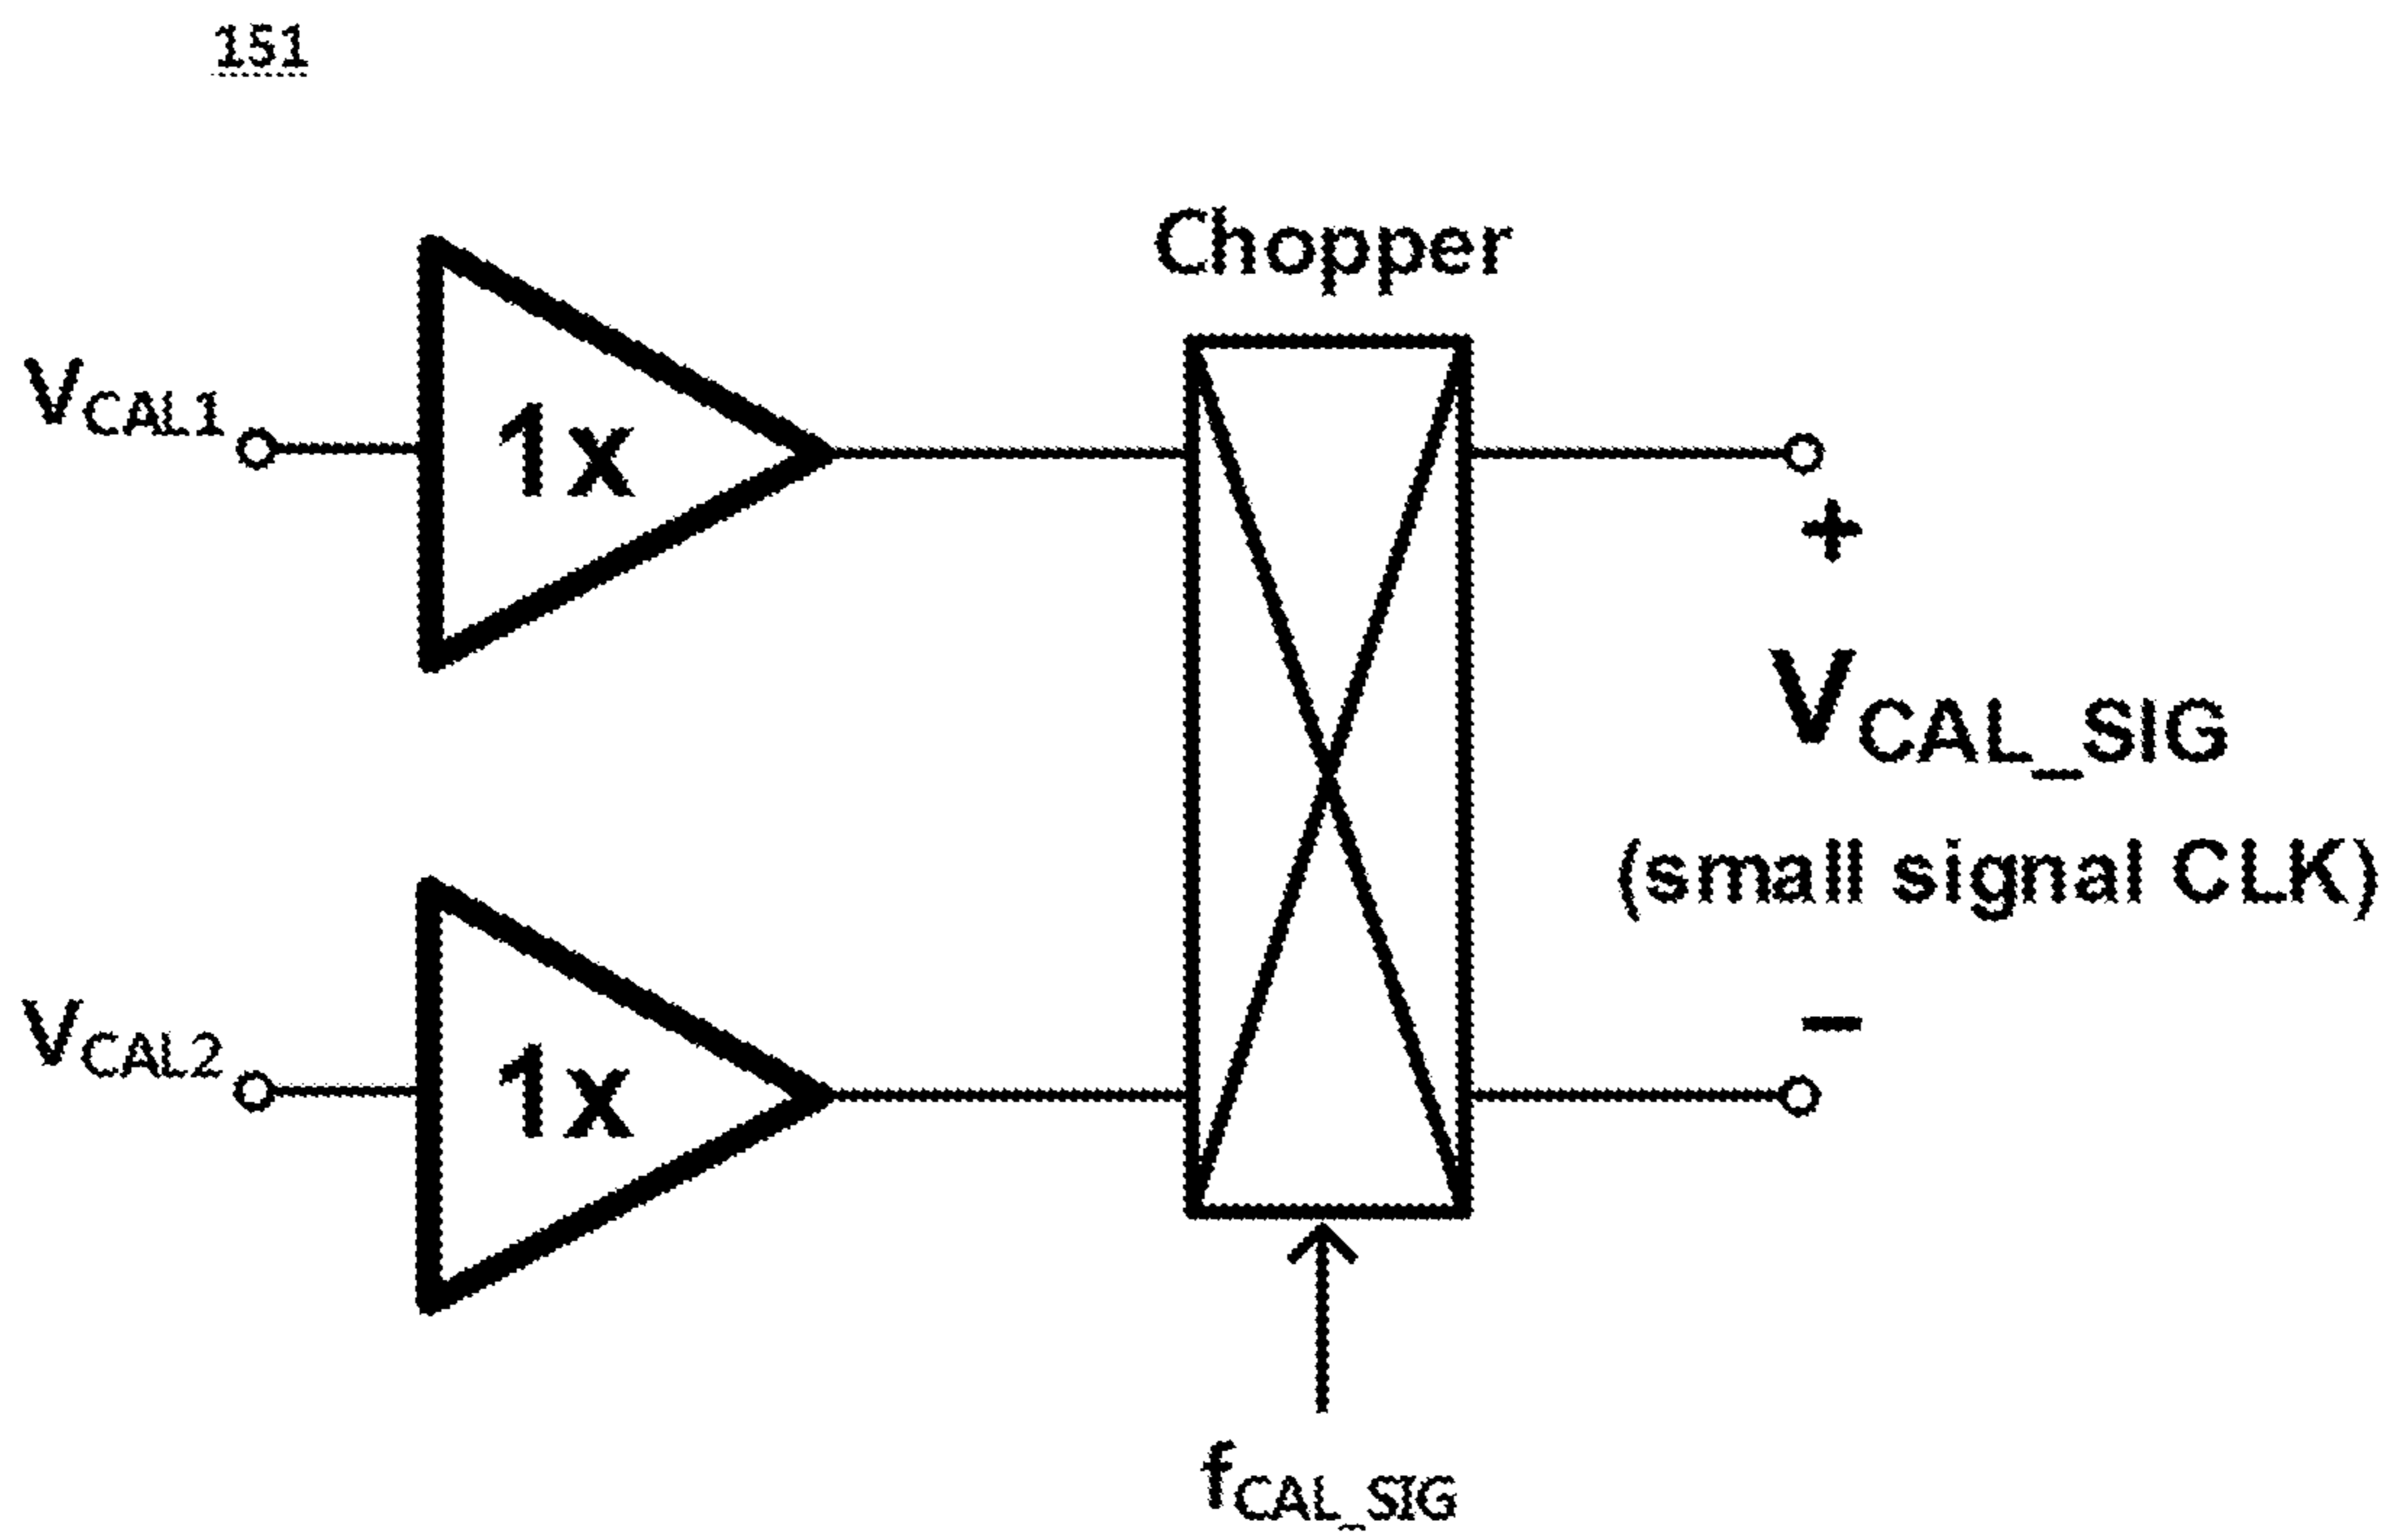 151
Chopper
VCAL1
1x
+
VCAL_SIG
(small signal CLK)
VCAL2
1x
−
fCAL_SIG